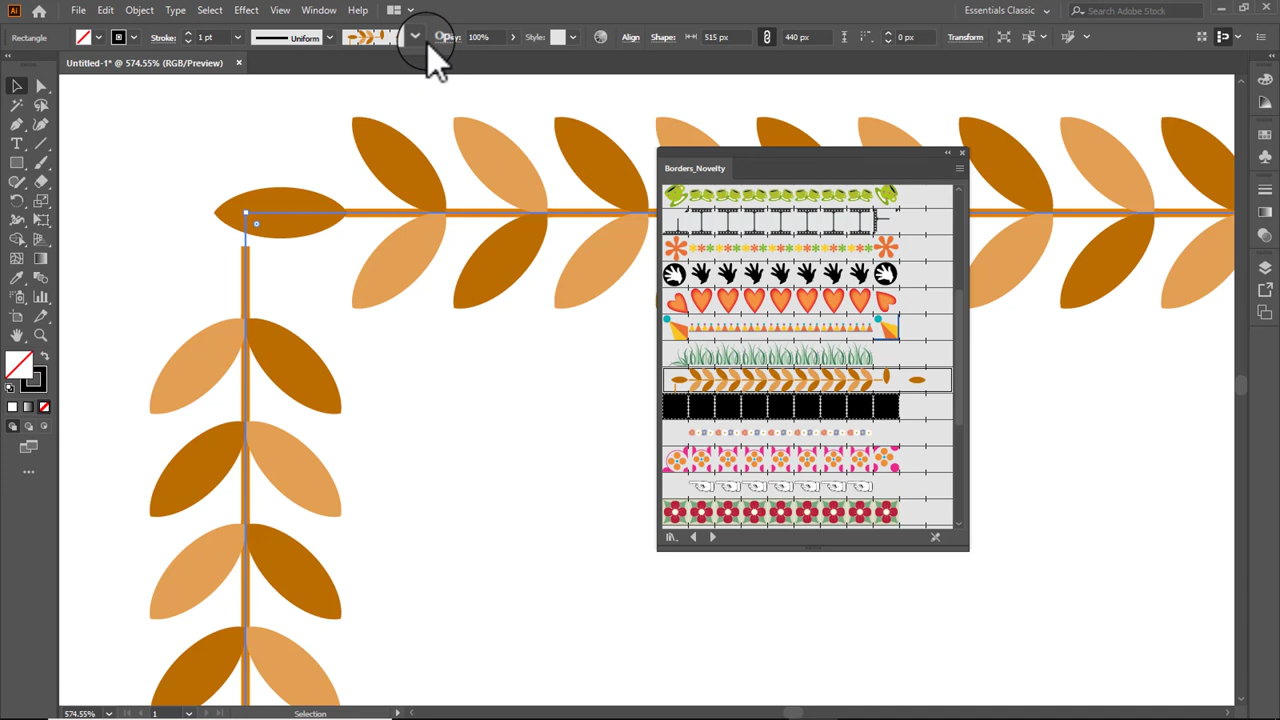 Ai File Edit Object Type Select Effect View Window Help Essentials Classic Search Adobe Stock
Rectangle Stroke: 1 pt Uniform 100% Style: Align Shape: 515 px 440 px 0 px Transform
Untitled-1* @ 574.55% (RGB/Preview)
Borders_Novelty
574.55% 1 Selection